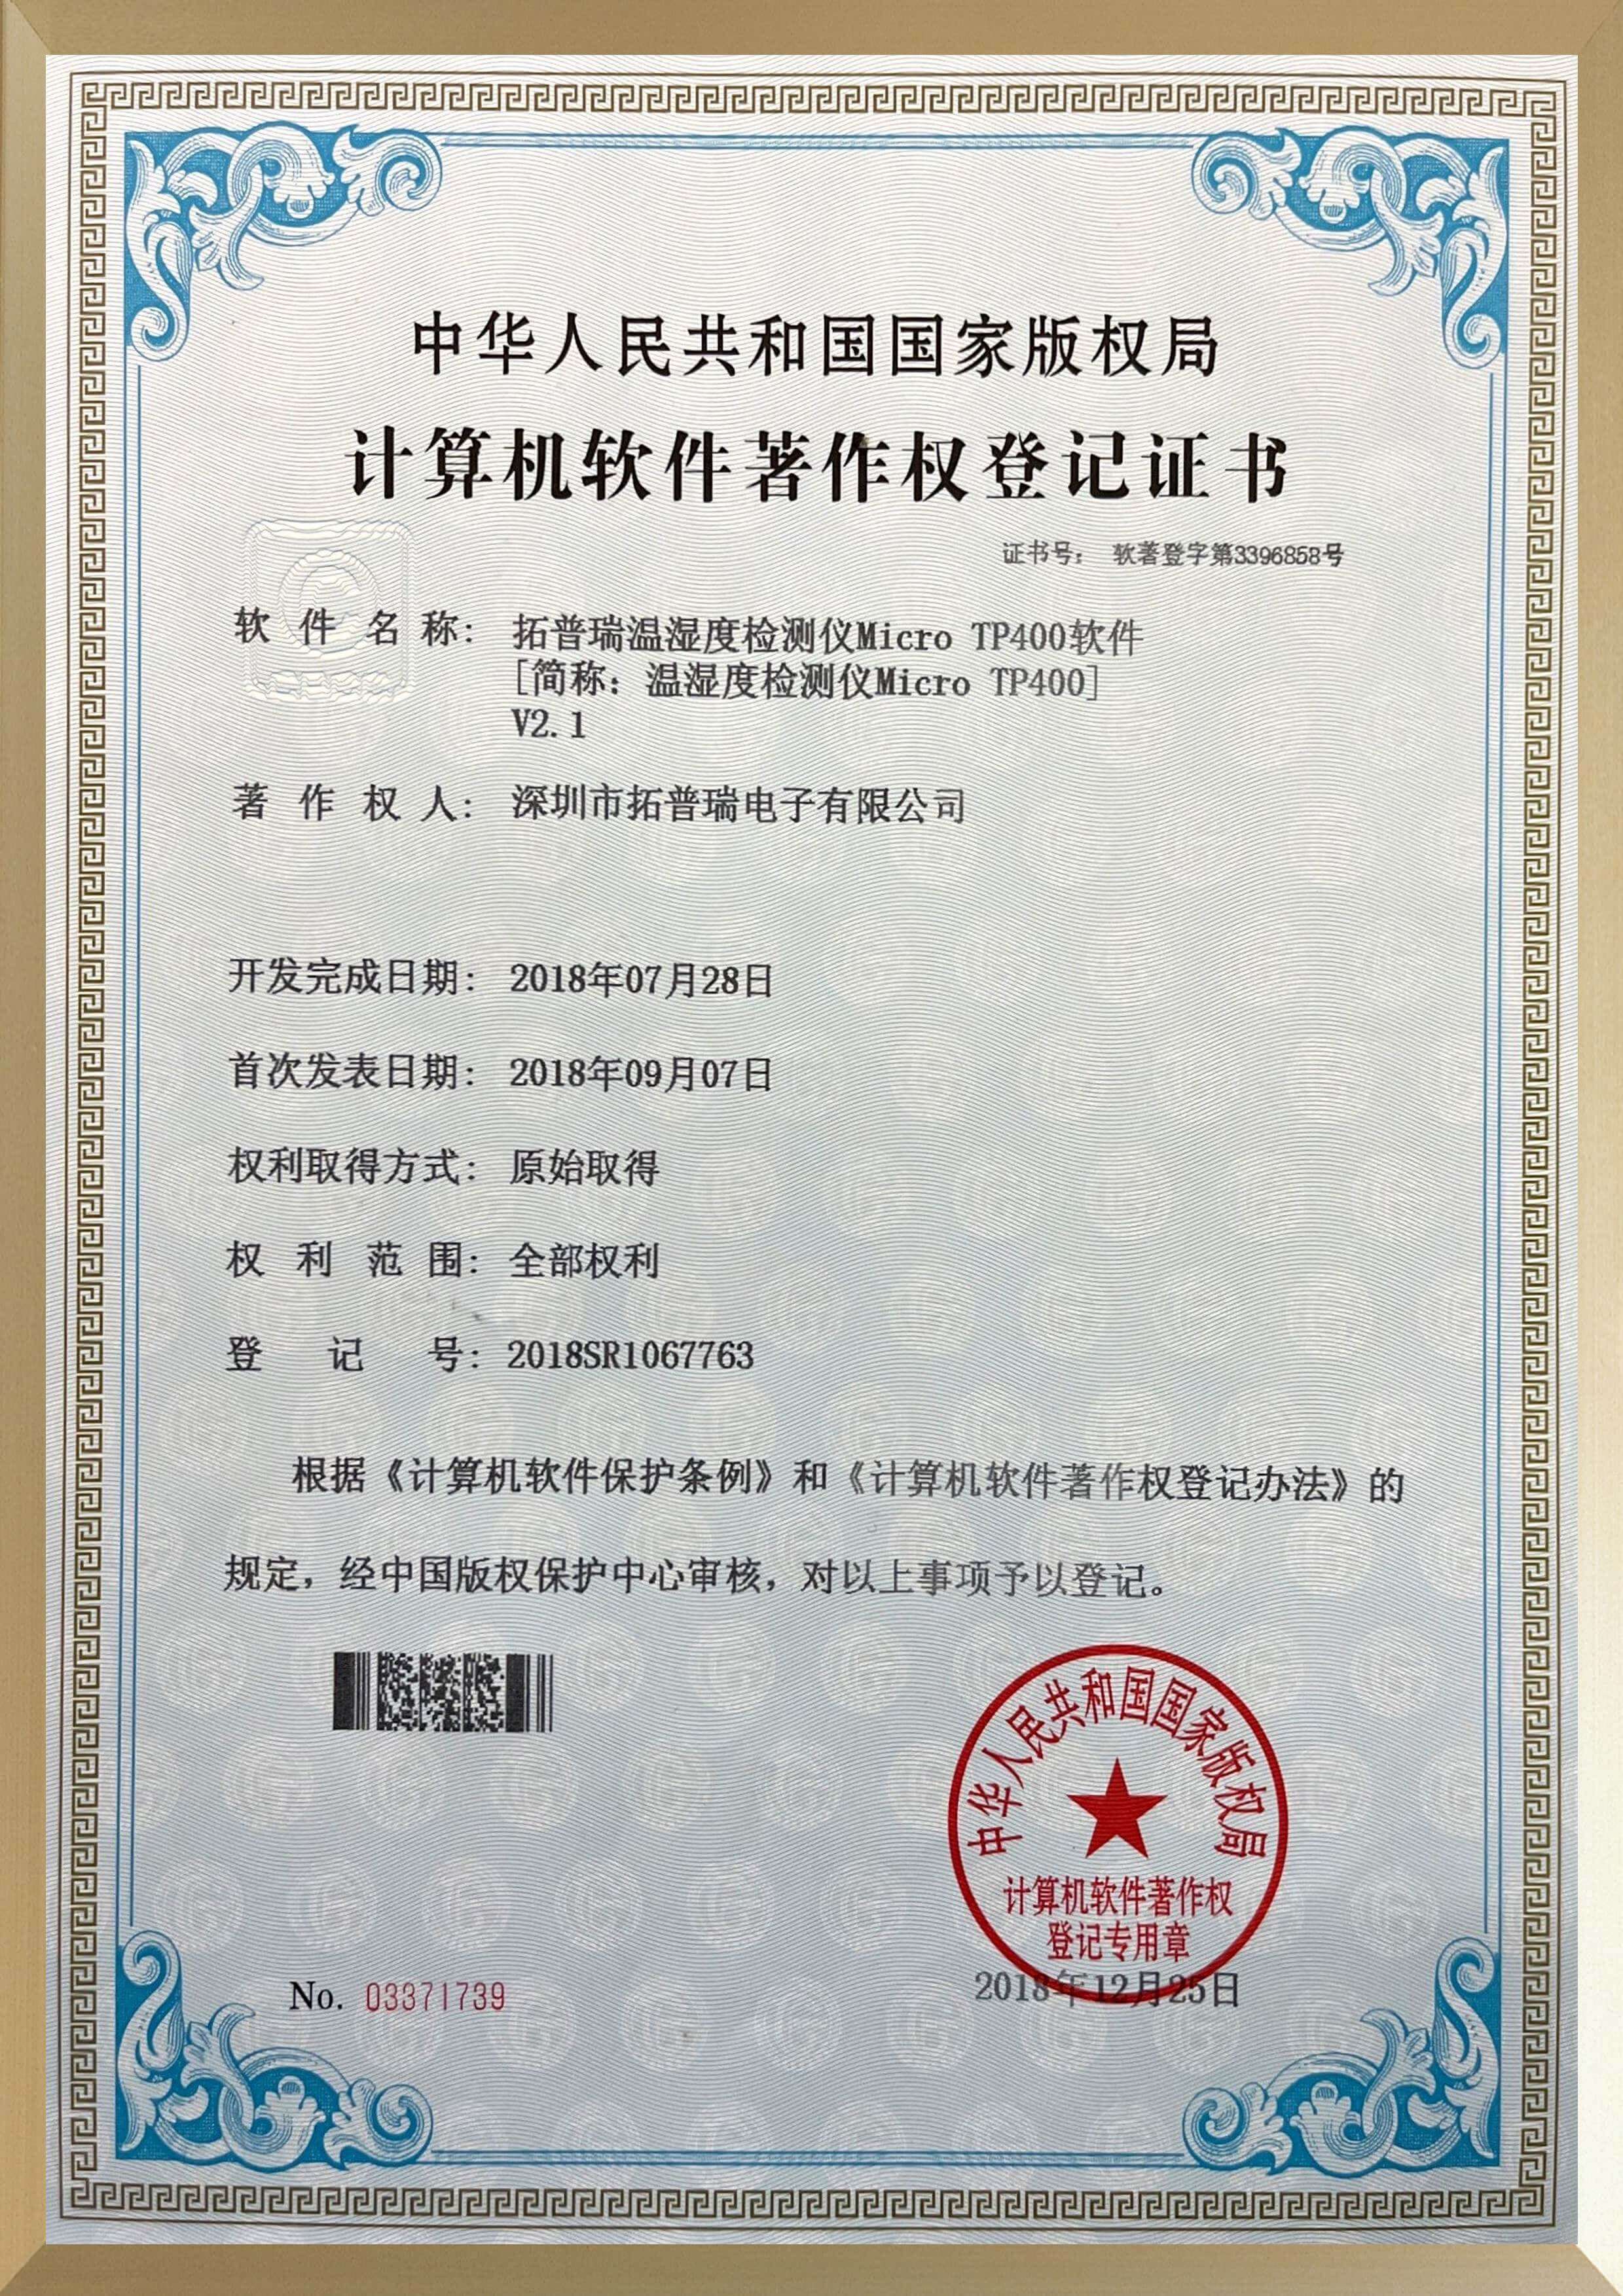 中华人民共和国国家版权局
计算机软件著作权登记证书
证书号： 软著登字第3396858号
软件名称： 拓普瑞温湿度检测仪Micro TP400软件
[简称：温湿度检测仪Micro TP400]
V2.1
著作权人： 深圳市拓普瑞电子有限公司
开发完成日期： 2018年07月28日
首次发表日期： 2018年09月07日
权利取得方式： 原始取得
权利范围： 全部权利
登记号： 2018SR1067763
根据《计算机软件保护条例》和《计算机软件著作权登记办法》的
规定，经中国版权保护中心审核，对以上事项予以登记。
中华人民共和国国家版权局
计算机软件著作权
登记专用章
No. 03371739
2018年12月25日